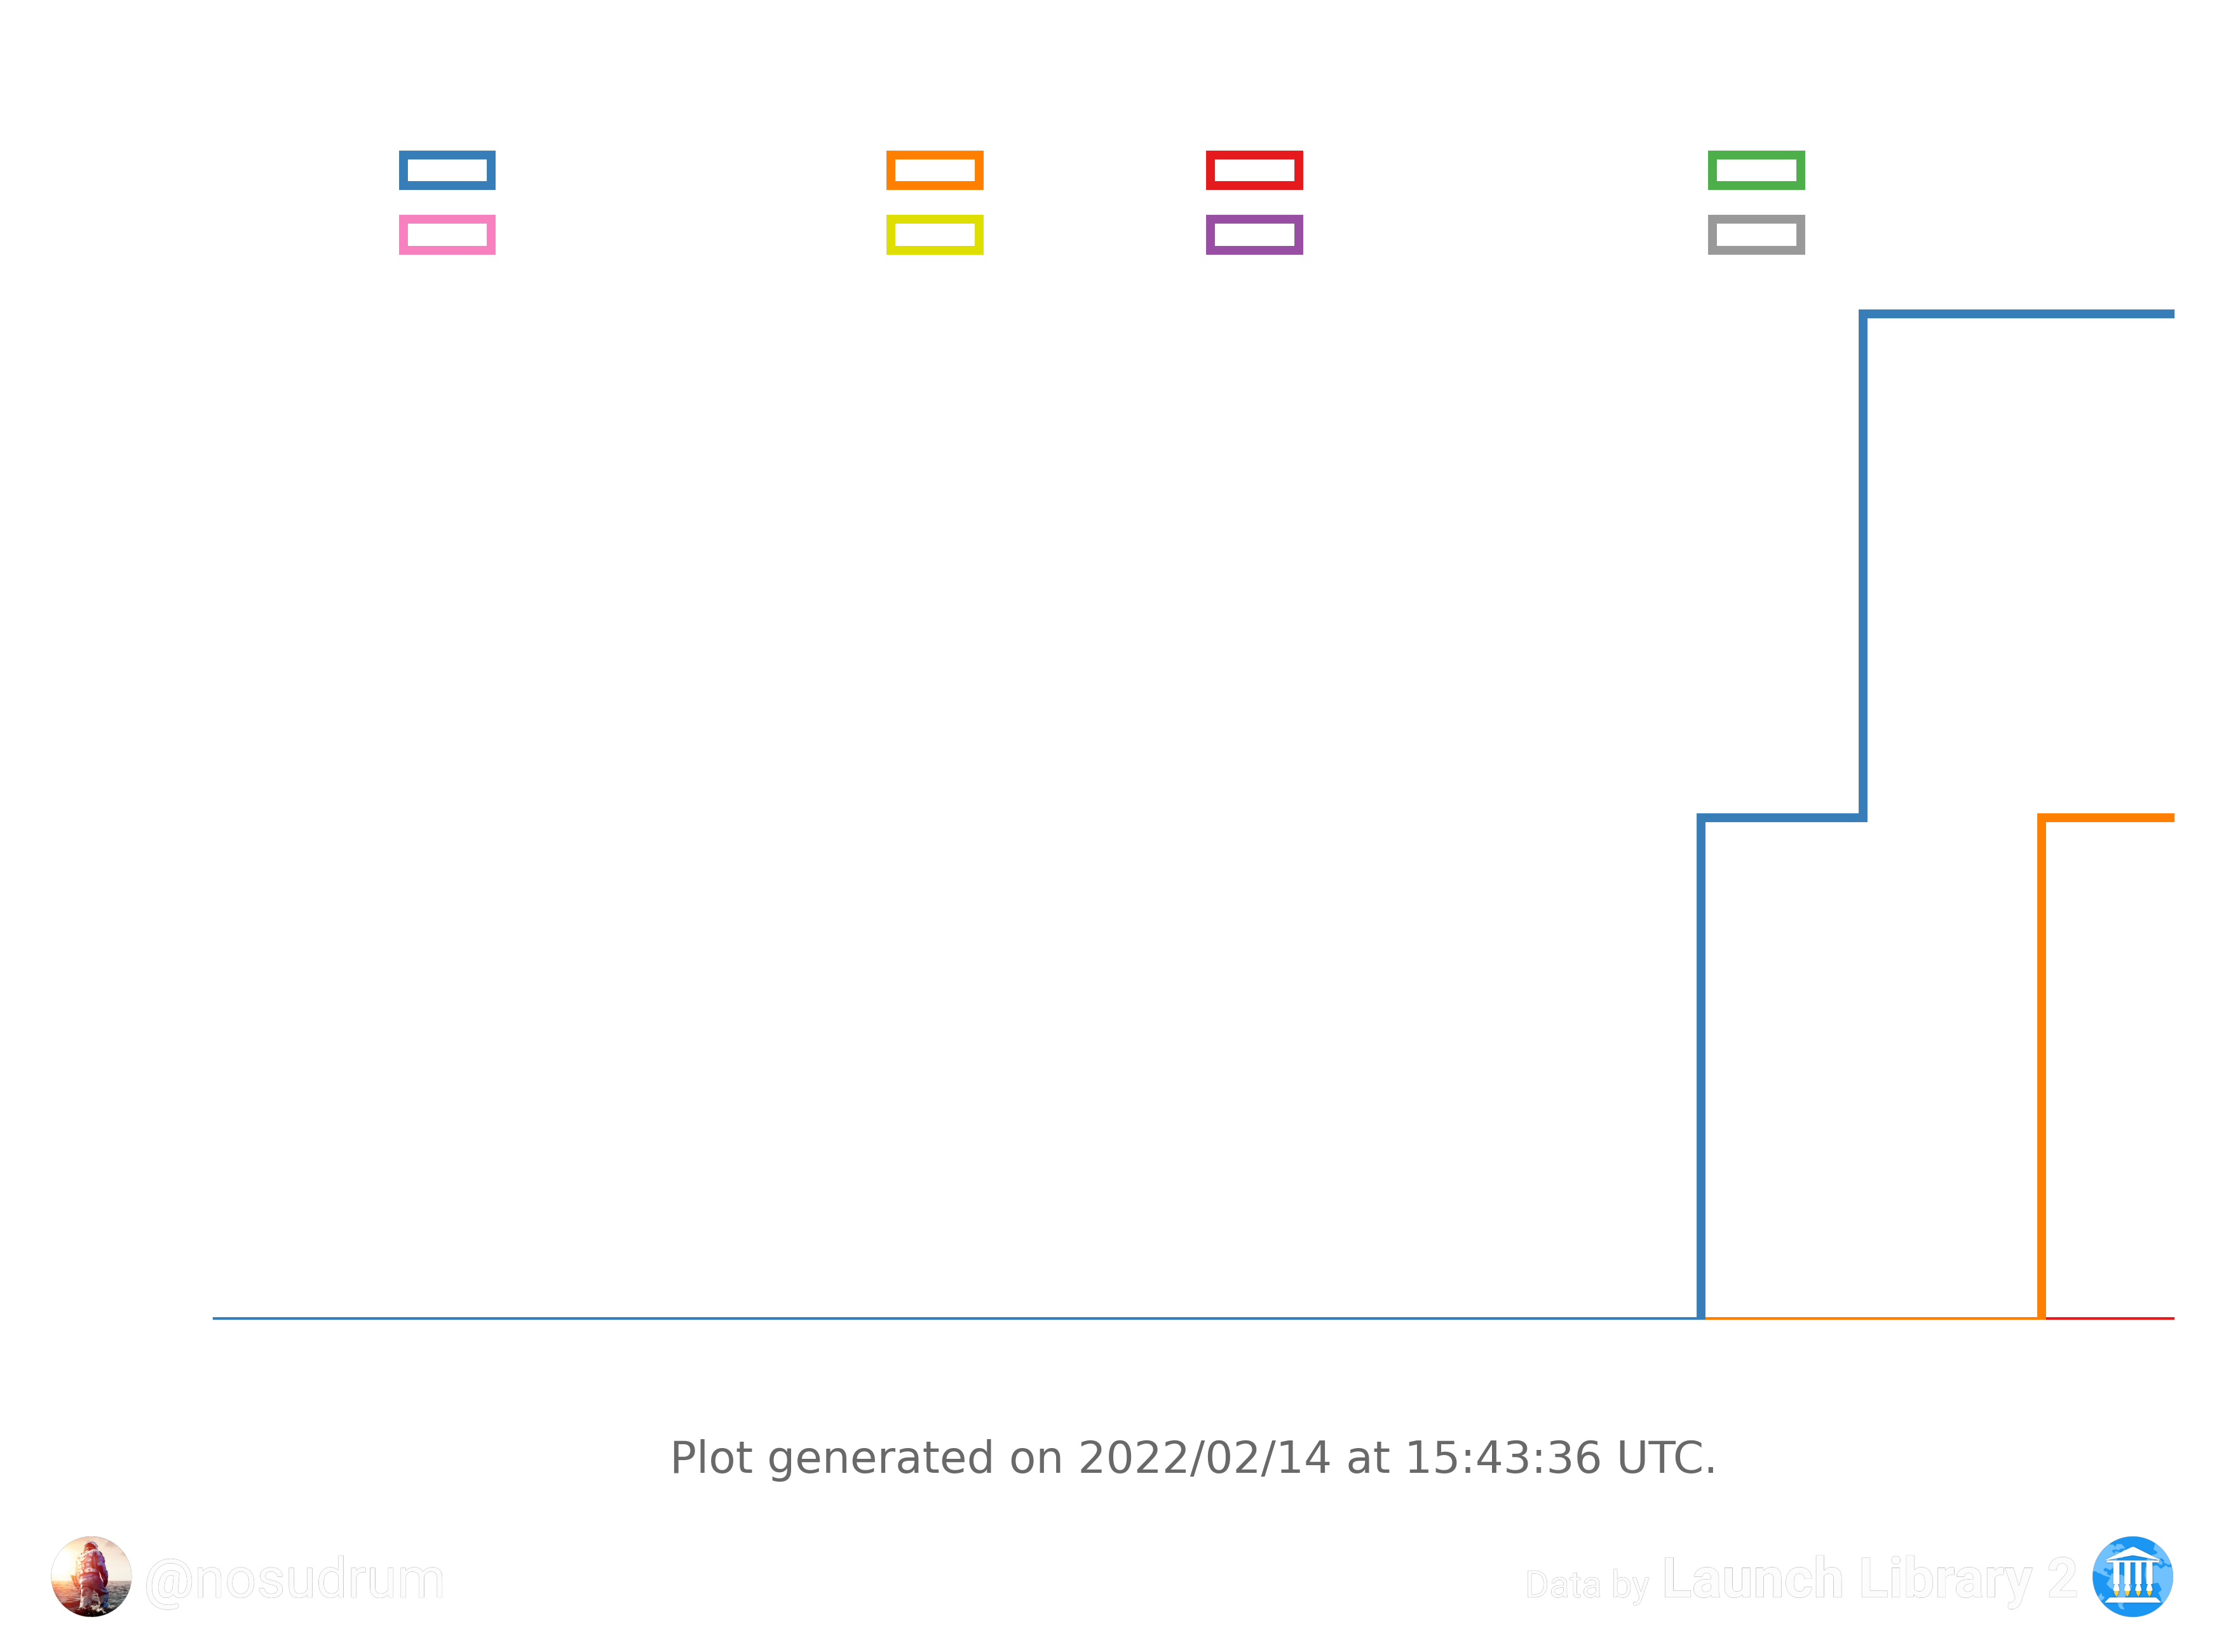 Plot generated on 2022/02/14 at 15:43:36 UTC.
@nosudrum
Data by Launch Library 2